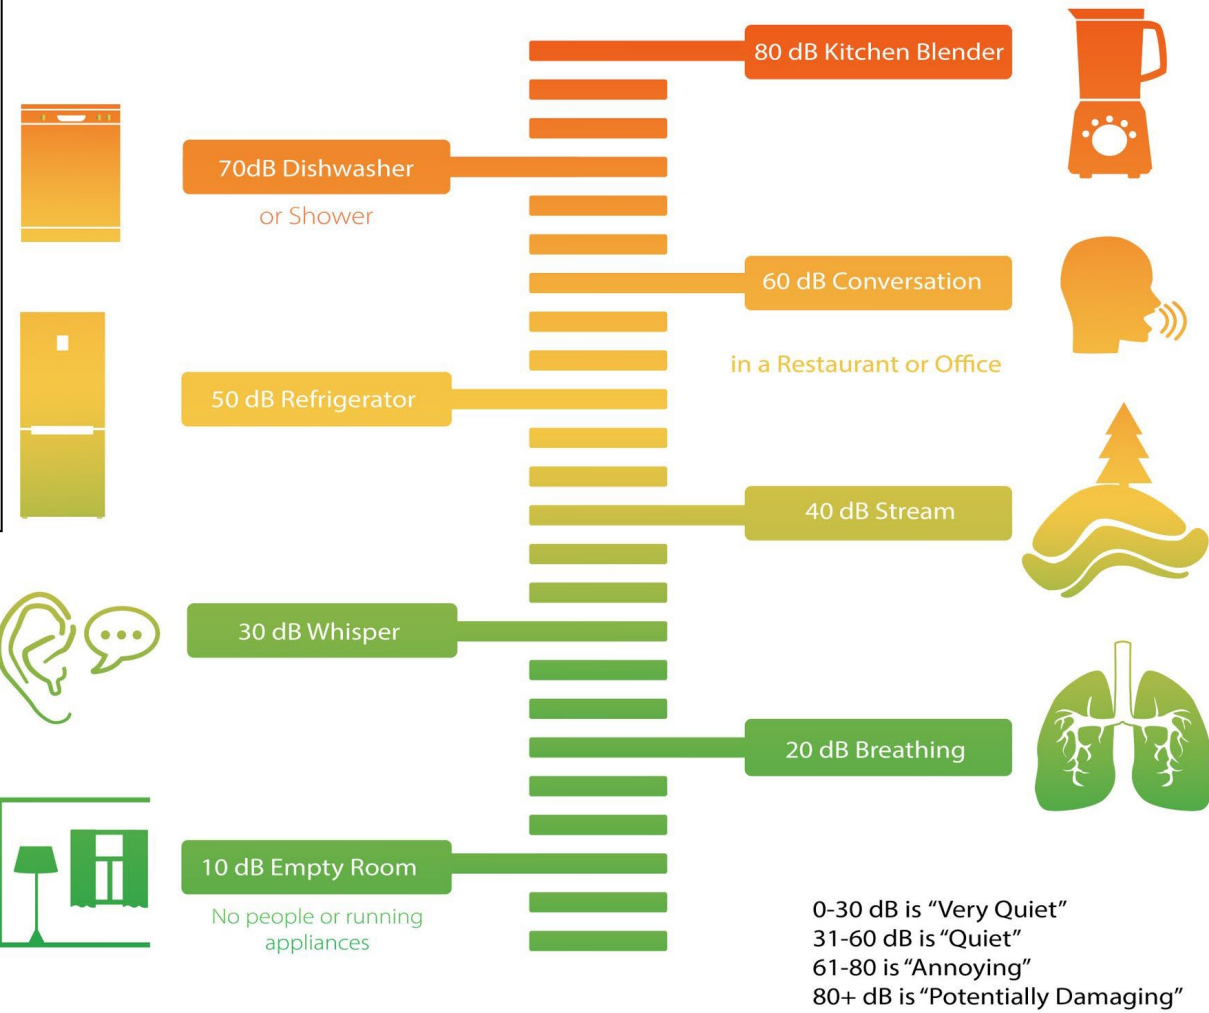 80 dB Kitchen Blender
70dB Dishwasher
or Shower
60 dB Conversation
in a Restaurant or Office
50 dB Refrigerator
40 dB Stream
30 dB Whisper
20 dB Breathing
10 dB Empty Room
No people or running
appliances
0-30 dB is “Very Quiet”
31-60 dB is “Quiet”
61-80 is “Annoying”
80+ dB is “Potentially Damaging”